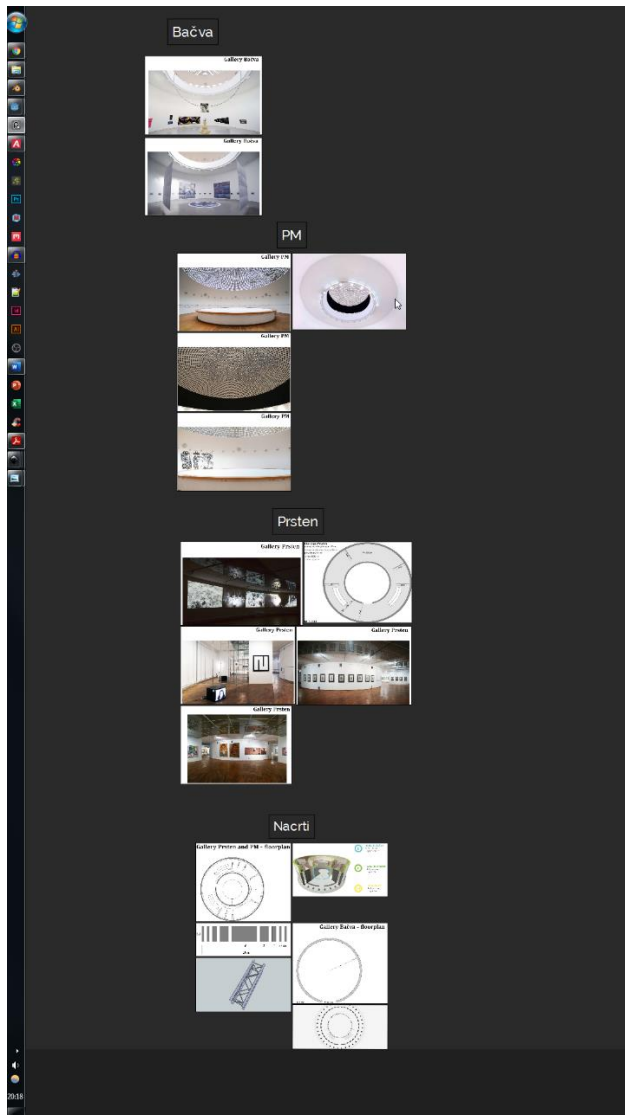 Bačva
Gallery Bačva
Gallery Bačva
PM
Gallery PM
Gallery PM
Gallery PM
Prsten
Gallery Prsten
Gallery Prsten
Gallery Prsten
Gallery Prsten
Nacrti
Gallery Prsten and PM - floorplan
Gallery Bačva - floorplan
20:18